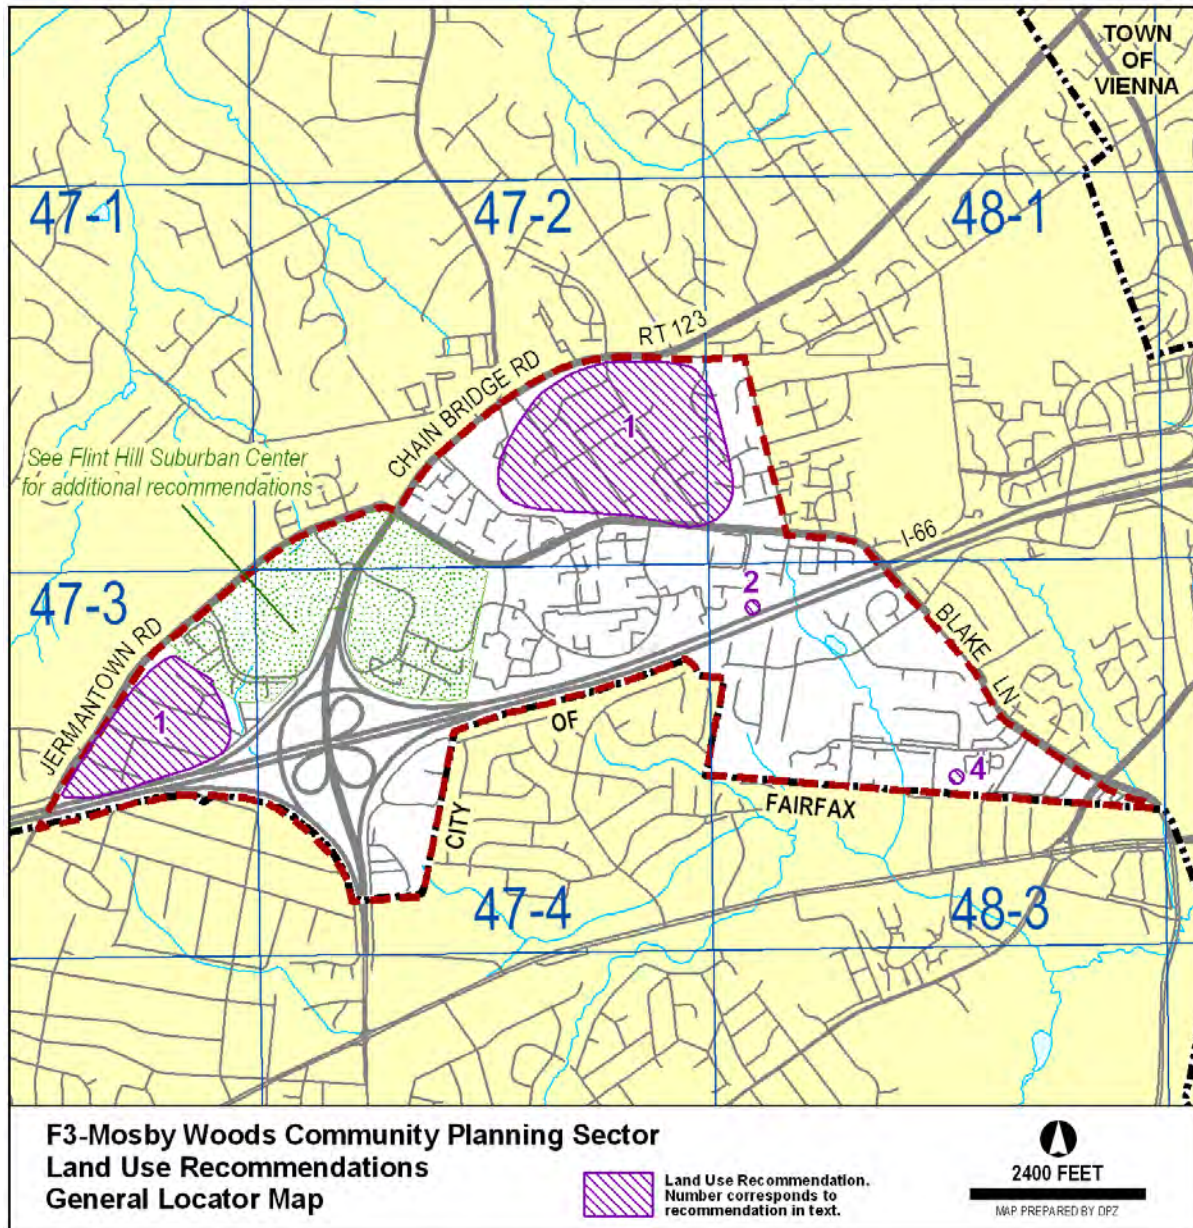 TOWN
OF
VIENNA
47-1
47-2
48-1
RT 123
CHAIN BRIDGE RD
1
See Flint Hill Suburban Center
for additional recommendations
I-66
47-3
2
BLAKE LN
JERMANTOWN RD
1
OF
4
FAIRFAX
CITY
47-4
48-3
F3-Mosby Woods Community Planning Sector
Land Use Recommendations
General Locator Map
Land Use Recommendation.
Number corresponds to
recommendation in text.
2400 FEET
MAP PREPARED BY DPZ